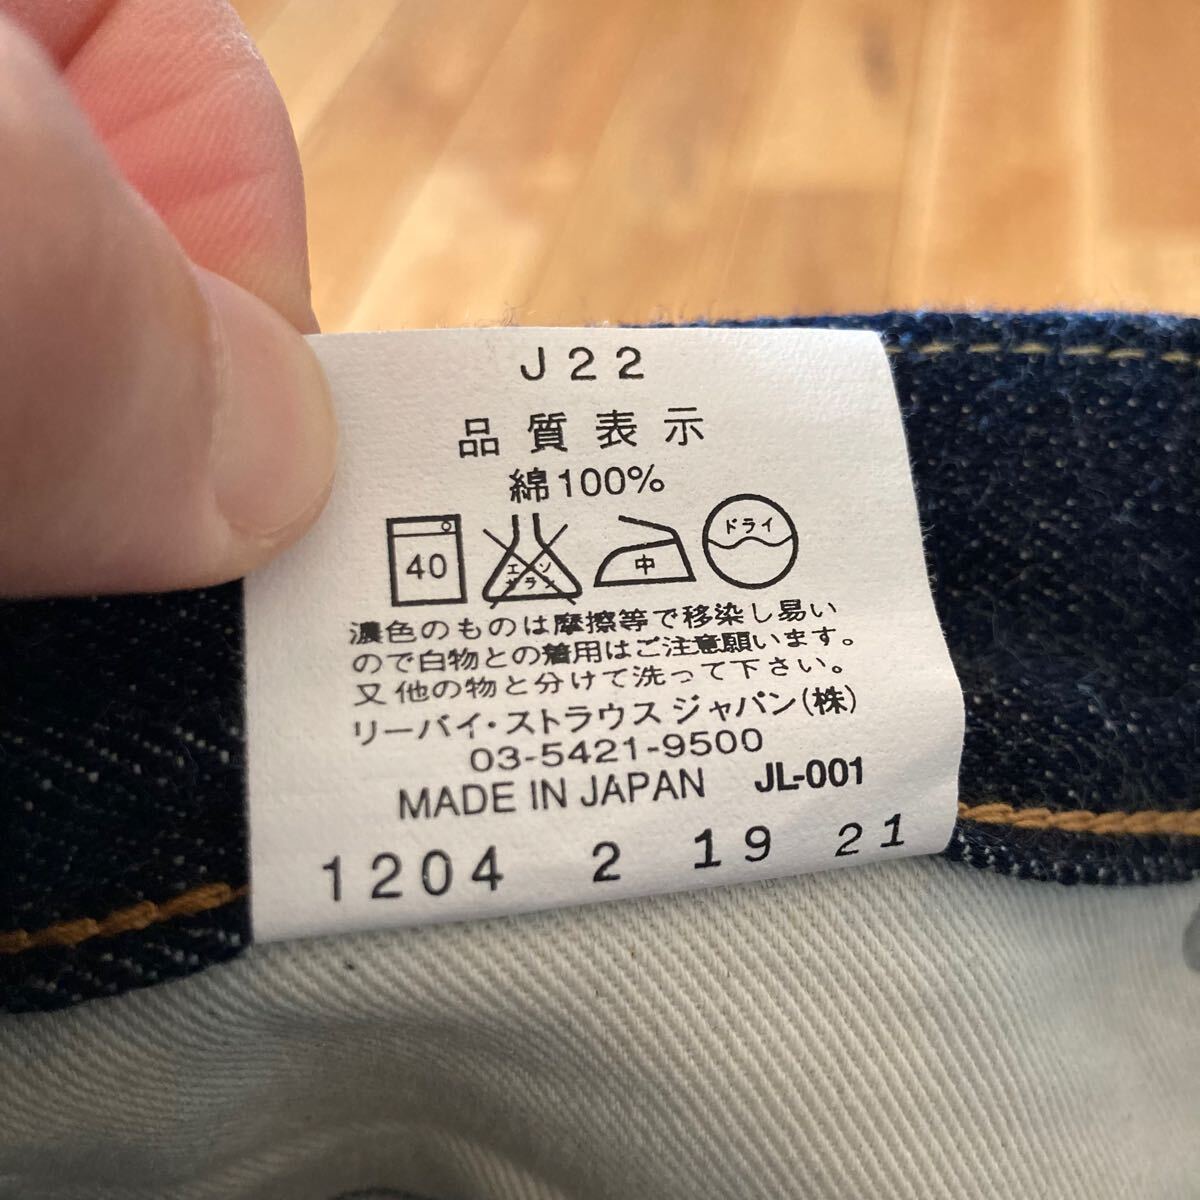 J22
品質表示
綿100%
40 エンソ サラシ 中 ドライ
濃色のものは摩擦等で移染し易い
ので白物との着用はご注意願います。
又他の物と分けて洗って下さい。
リーバイ・ストラウス ジャパン(株)
03-5421-9500
MADE IN JAPAN JL-001
1204 2 19 21